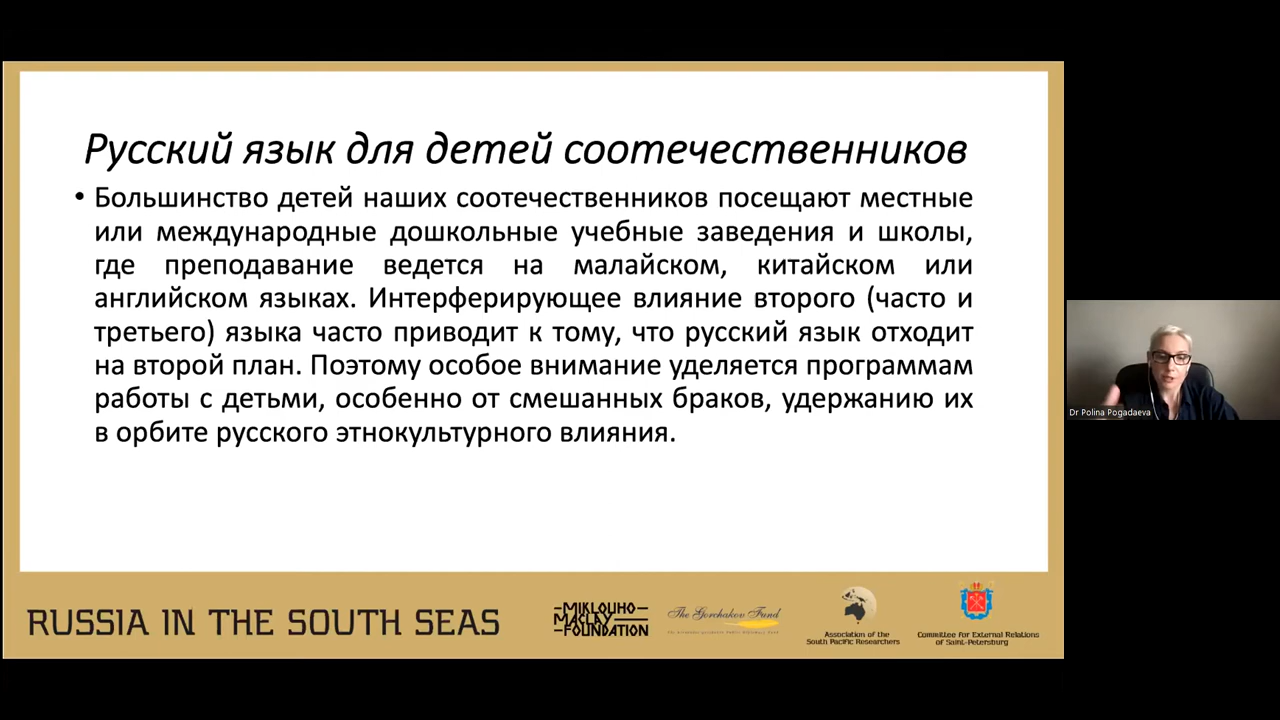 Русский язык для детей соотечественников
• Большинство детей наших соотечественников посещают местные
или международные дошкольные учебные заведения и школы,
где преподавание ведется на малайском, китайском или
английском языках. Интерферирующее влияние второго (часто и
третьего) языка часто приводит к тому, что русский язык отходит
на второй план. Поэтому особое внимание уделяется программам
работы с детьми, особенно от смешанных браков, удержанию их
в орбите русского этнокультурного влияния.
Dr Polina Pogadaeva
RUSSIA IN THE SOUTH SEAS
MIKLOUHO
MACLAY
FOUNDATION
The Gorchakov Fund
Association of the
South Pacific Researchers
Committee for External Relations
of Saint-Petersburg